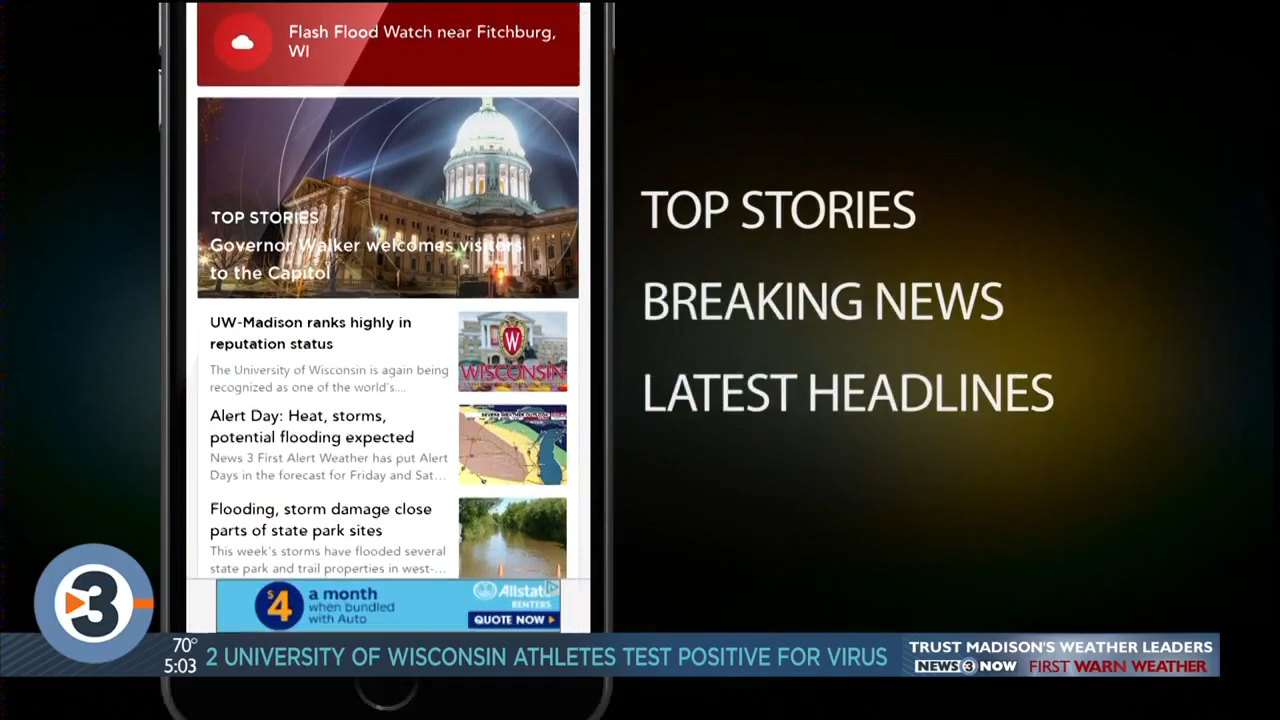 Flash Flood Watch near Fitchburg,
WI
TOP STORIES
Governor Walker welcomes visitors
to the Capitol
UW-Madison ranks highly in
reputation status
The University of Wisconsin is again being
recognized as one of the world's....
W
WISCONSIN
Alert Day: Heat, storms,
potential flooding expected
News 3 First Alert Weather has put Alert
Days in the forecast for Friday and Sat...
Flooding, storm damage close
parts of state park sites
This week's storms have flooded several
state park and trail properties in west-...
$4
a month
when bundled
with Auto
Allstate
RENTERS
QUOTE NOW
TOP STORIES
BREAKING NEWS
LATEST HEADLINES
3
70°
5:03
2 UNIVERSITY OF WISCONSIN ATHLETES TEST POSITIVE FOR VIRUS
TRUST MADISON'S WEATHER LEADERS
NEWS 3 NOW FIRST WARN WEATHER